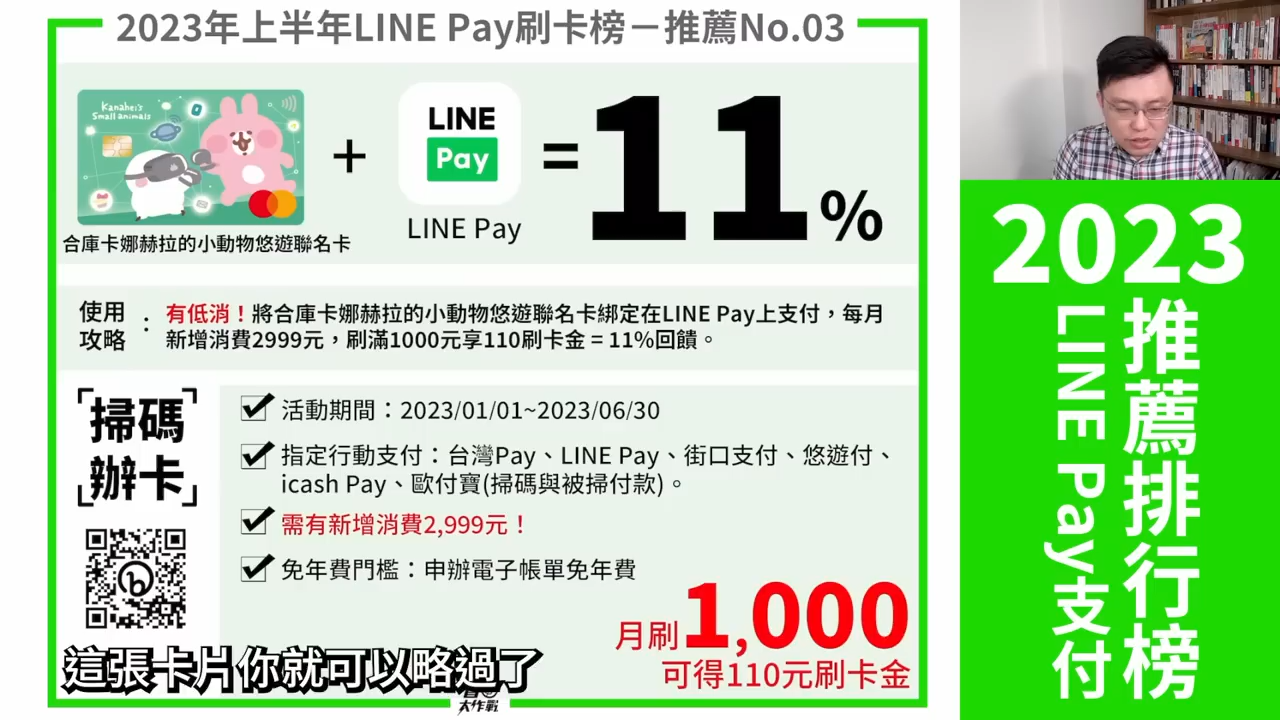 2023年上半年LINE Pay刷卡榜－推薦No.03
Kanahei's
Small animals
+
LINE
Pay
LINE Pay
=
11%
合庫卡娜赫拉的小動物悠遊聯名卡
使用
攻略
：
有低消！將合庫卡娜赫拉的小動物悠遊聯名卡綁定在LINE Pay上支付，每月
新增消費2999元，刷滿1000元享110刷卡金 = 11%回饋。
掃碼
辦卡
活動期間：2023/01/01~2023/06/30
指定行動支付：台灣Pay、LINE Pay、街口支付、悠遊付、
icash Pay、歐付寶(掃碼與被掃付款)。
需有新增消費2,999元！
免年費門檻：申辦電子帳單免年費
月刷1,000
可得110元刷卡金
這張卡片你就可以略過了
大作戰
2023
推薦排行榜
LINE Pay支付